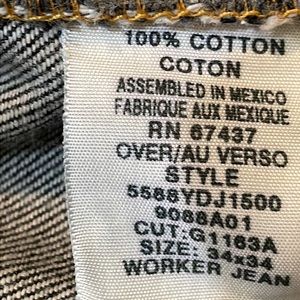 100% COTTON
COTON
ASSEMBLED IN MEXICO
FABRIQUE AUX MEXIQUE
RN 67437
OVER/AU VERSO
STYLE
5588YDJ1500
9088A01
CUT:G1163A
SIZE: 34x34
WORKER JEAN